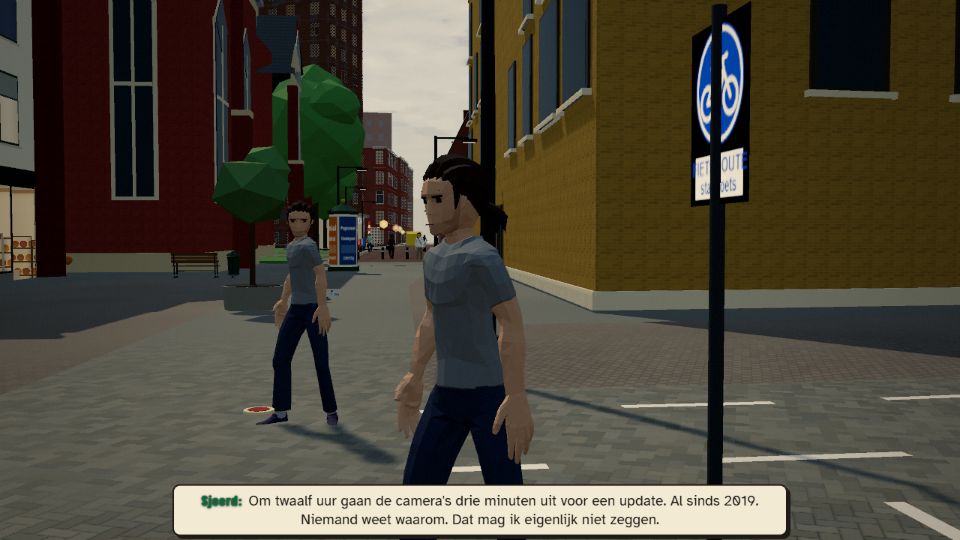 Sjoerd: Om twaalf uur gaan de camera's drie minuten uit voor een update. Al sinds 2019.
Niemand weet waarom. Dat mag ik eigenlijk niet zeggen.